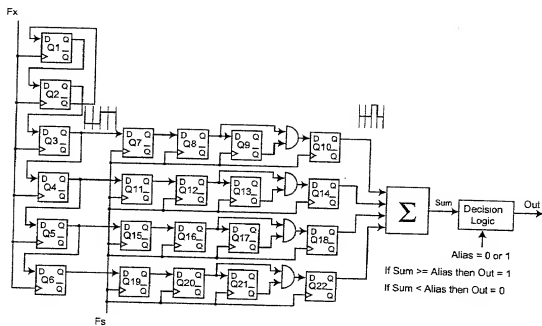 Fx
D Q
Q1 Q
D Q
Q2 Q
D Q
Q3 Q
D Q
Q7 Q
D Q
Q8 Q
D Q
Q9 Q
D Q
Q10 Q
D Q
Q4 Q
D Q
Q11 Q
D Q
Q12 Q
D Q
Q13 Q
D Q
Q14 Q
D Q
Q5 Q
D Q
Q15 Q
D Q
Q16 Q
D Q
Q17 Q
D Q
Q18 Q
D Q
Q6 Q
D Q
Q19 Q
D Q
Q20 Q
D Q
Q21 Q
D Q
Q22 Q
Fs
Σ
Sum
Decision
Logic
Out
Alias = 0 or 1
If Sum >= Alias then Out = 1
If Sum < Alias then Out = 0